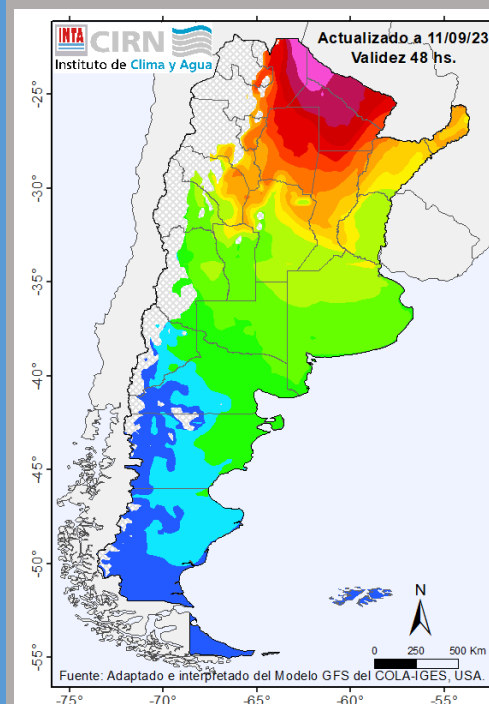 INTA CIRN
Instituto de Clima y Agua
Actualizado a 11/09/23
Validez 48 hs.
-25°
-30°
-35°
-40°
-45°
-50°
-55°
N
0 250 500 Km
Fuente: Adaptado e interpretado del Modelo GFS del COLA-IGES, USA.
-75° -70° -65° -60° -55°